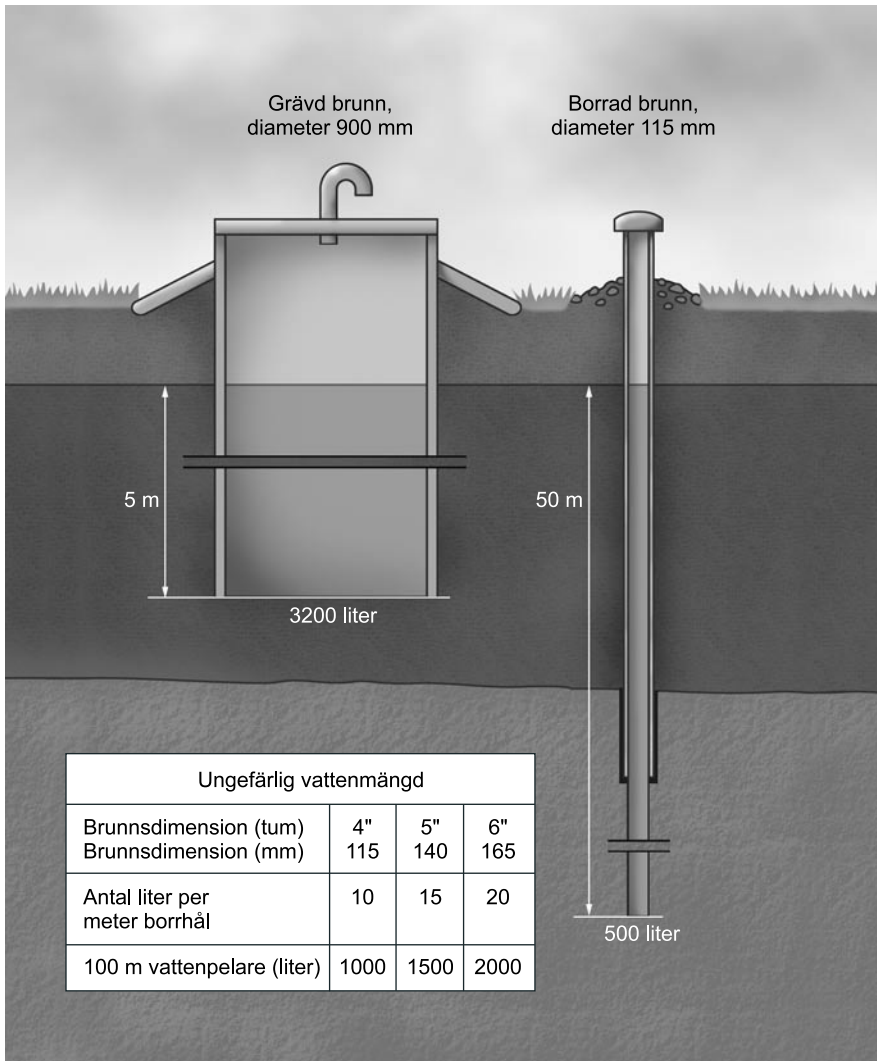 Grävd brunn,
diameter 900 mm
Borrad brunn,
diameter 115 mm
5 m
50 m
3200 liter
500 liter
Ungefärlig vattenmängd
Brunnsdimension (tum) 4" 5" 6"
Brunnsdimension (mm) 115 140 165
Antal liter per 10 15 20
meter borrhål
100 m vattenpelare (liter) 1000 1500 2000